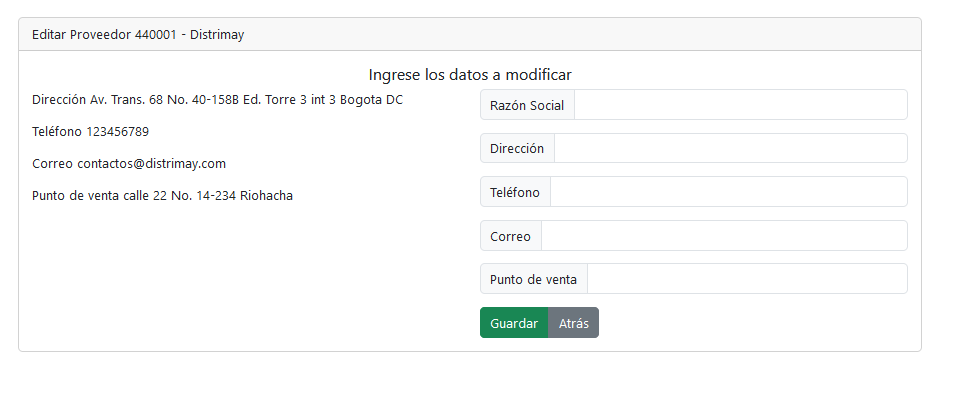 Editar Proveedor 440001 - Distrimay
Ingrese los datos a modificar
Dirección Av. Trans. 68 No. 40-158B Ed. Torre 3 int 3 Bogota DC
Teléfono 123456789
Correo contactos@distrimay.com
Punto de venta calle 22 No. 14-234 Riohacha
Razón Social
Dirección
Teléfono
Correo
Punto de venta
Guardar Atrás